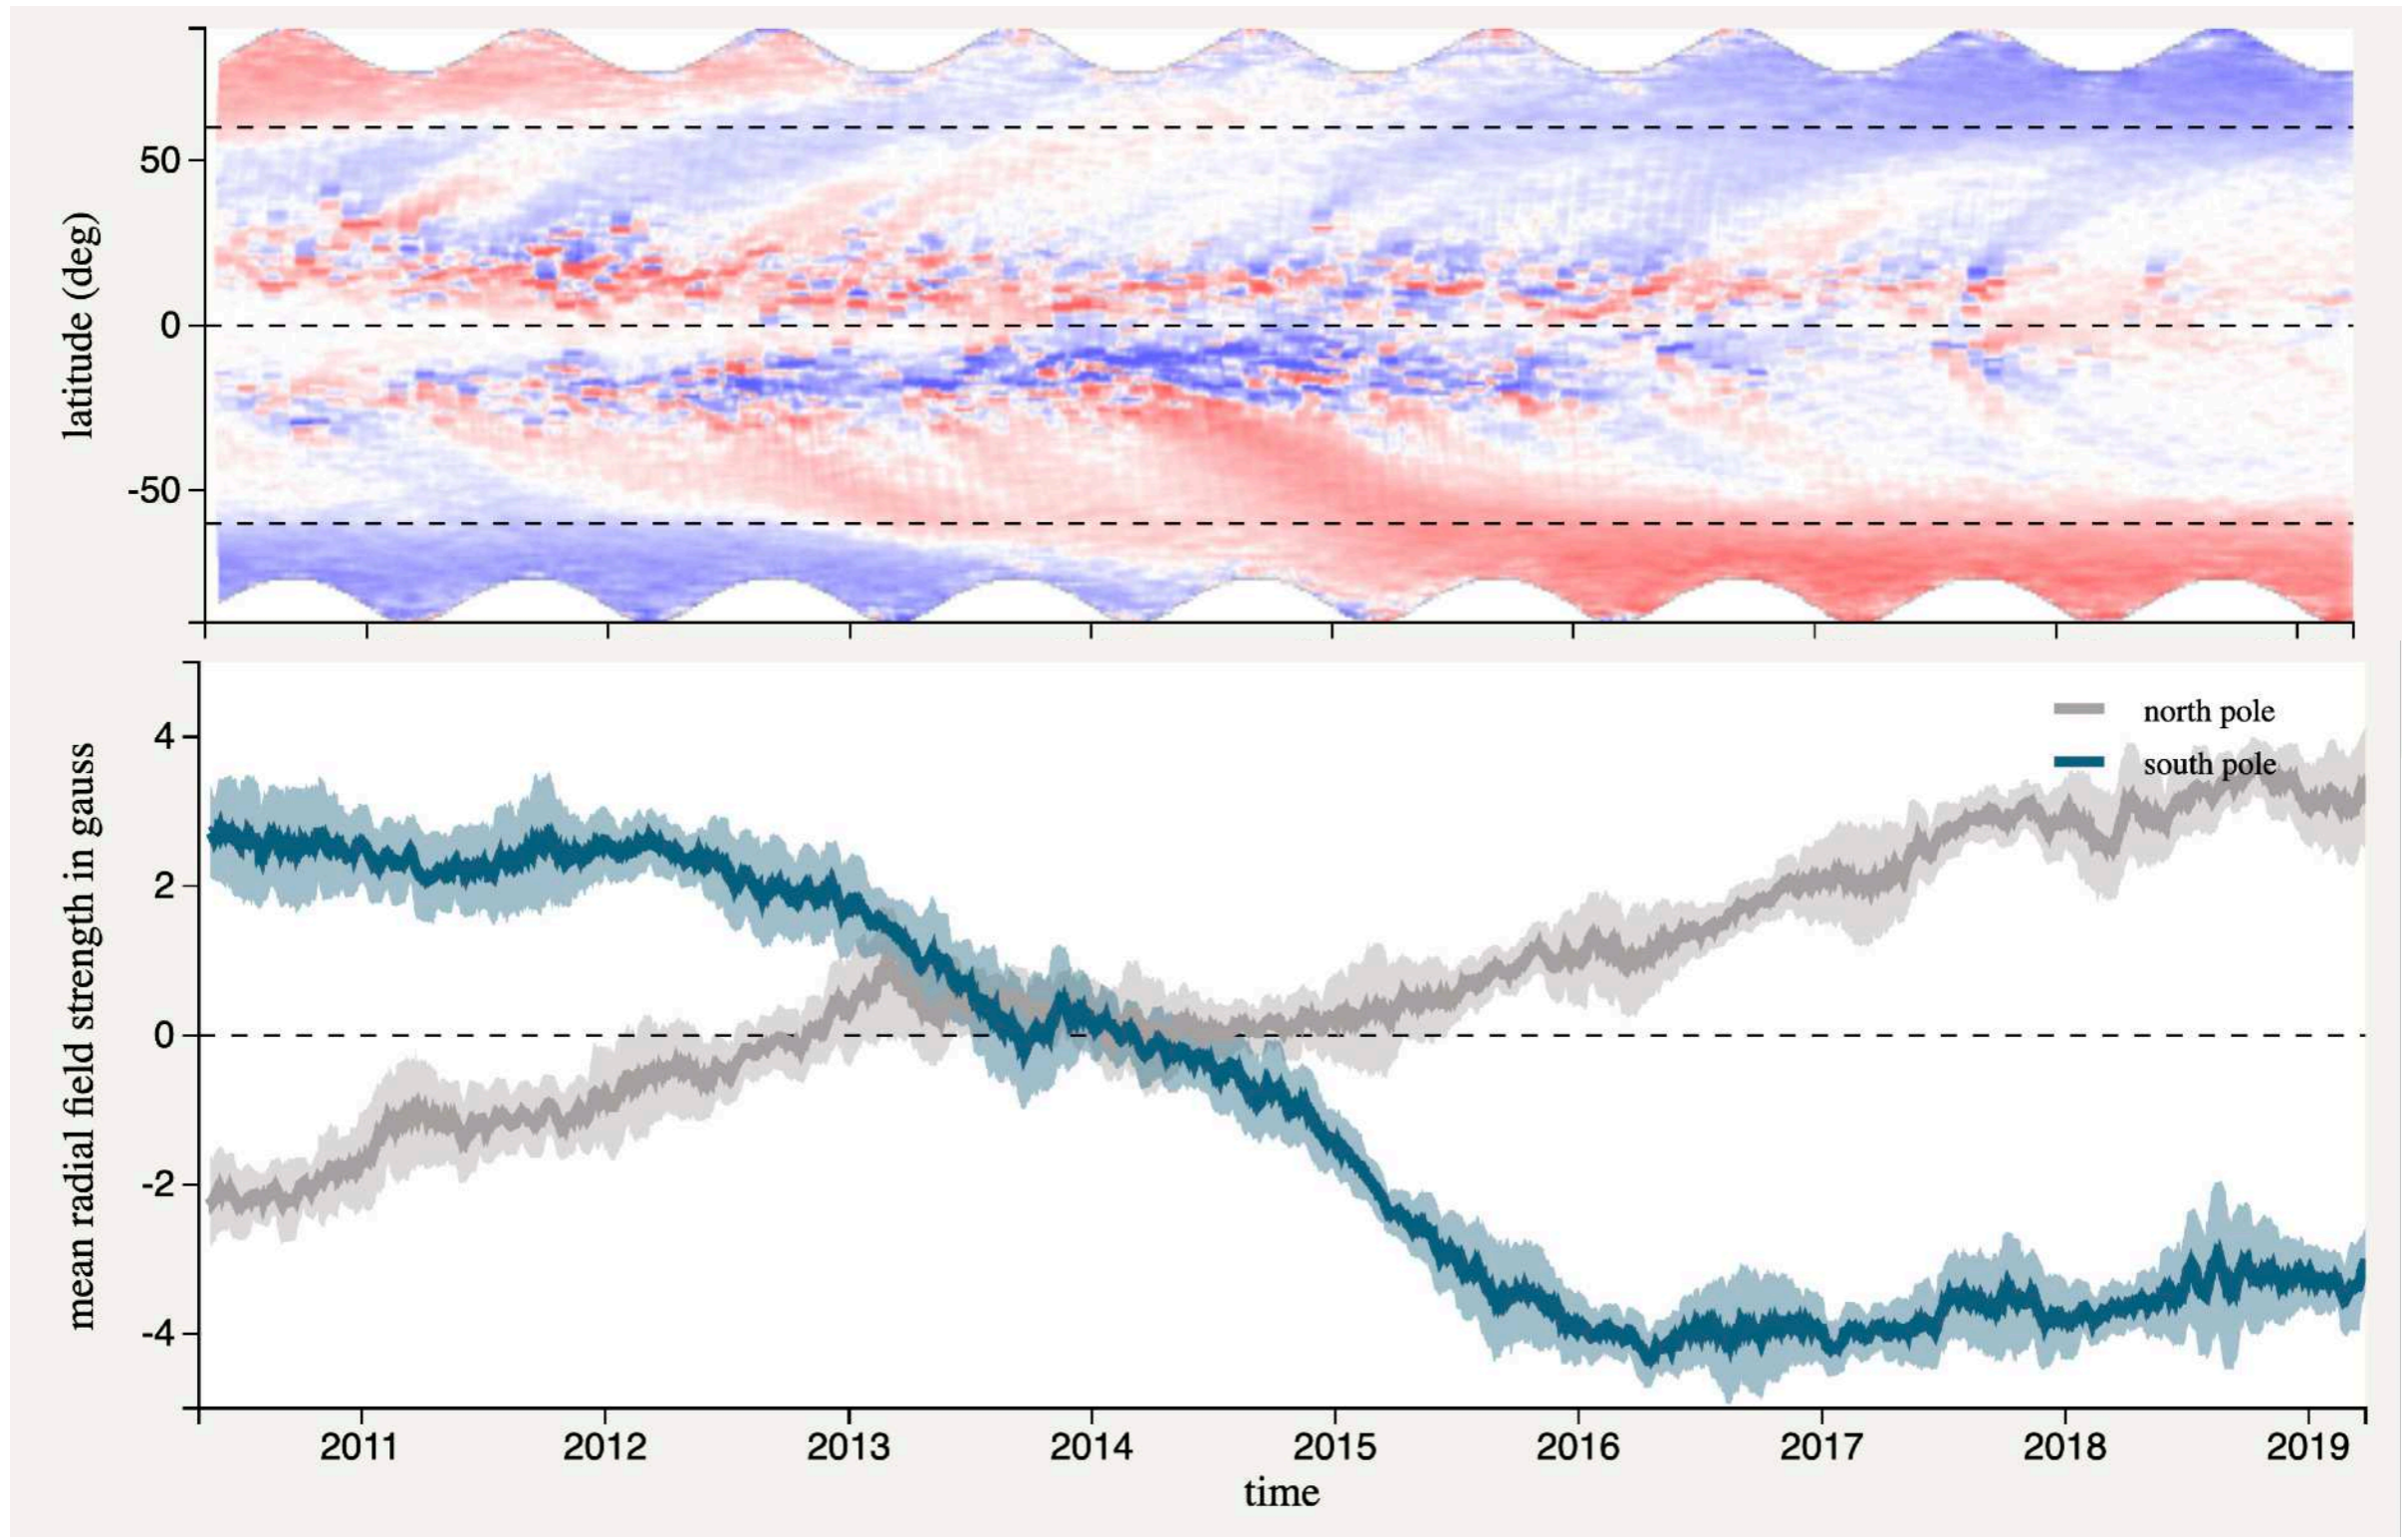 latitude (deg)
50
0
-50
mean radial field strength in gauss
4
2
0
-2
-4
north pole
south pole
2011 2012 2013 2014 2015 2016 2017 2018 2019
time